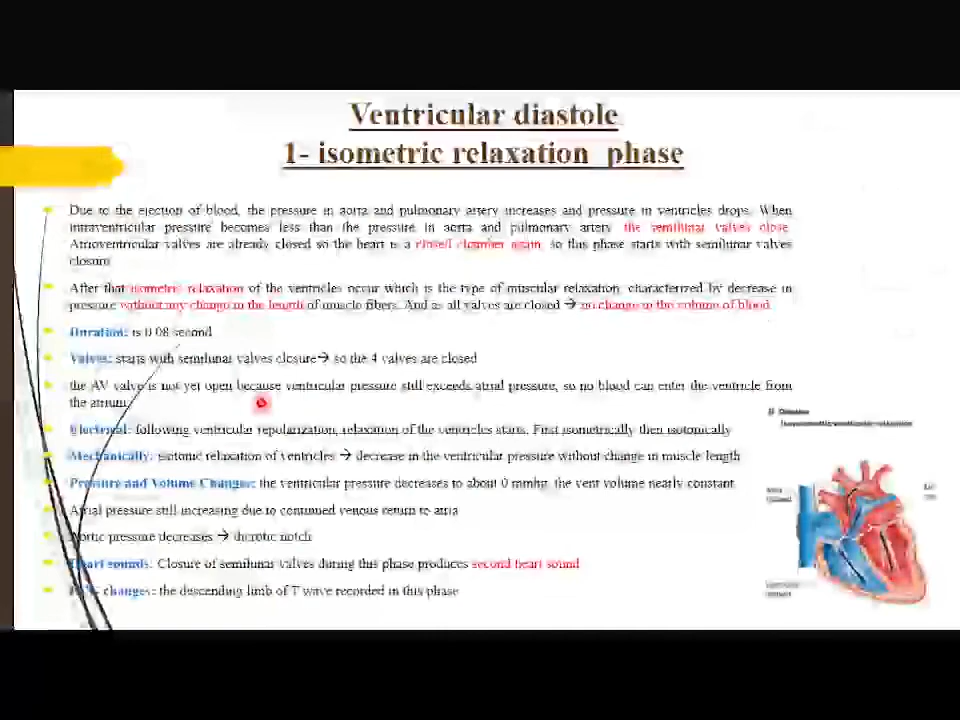 Ventricular diastole
1- isometric relaxation phase
Due to the ejection of blood, the pressure in aorta and pulmonary artery increases and pressure in ventricles drops. When
intraventricular pressure becomes less than the pressure in aorta and pulmonary artery the semilunar valves close.
Atrioventricular valves are already closed so the heart is a closed chamber again, so this phase starts with semilunar valves
closure
After that isometric relaxation of the ventricles occur which is the type of muscular relaxation, characterized by decrease in
pressure without any change in the length of muscle fibers. And as all valves are closed → no change in the volume of blood
Duration: is 0.08 second
Valves: starts with semilunar valves closure→ so the 4 valves are closed
the AV valve is not yet open because ventricular pressure still exceeds atrial pressure, so no blood can enter the ventricle from
the atrium
Electrical: following ventricular repolarization, relaxation of the ventricles starts. First isometrically then isotonically
Mechanically: isotonic relaxation of ventricles → decrease in the ventricular pressure without change in muscle length
Pressure and Volume Changes: the ventricular pressure decreases to about 0 mmhg, the vent volume nearly constant
Atrial pressure still increasing due to continued venous return to atria
Aortic pressure decreases → dicrotic notch
Heart sounds: Closure of semilunar valves during this phase produces second heart sound
changes: the descending limb of T wave recorded in this phase